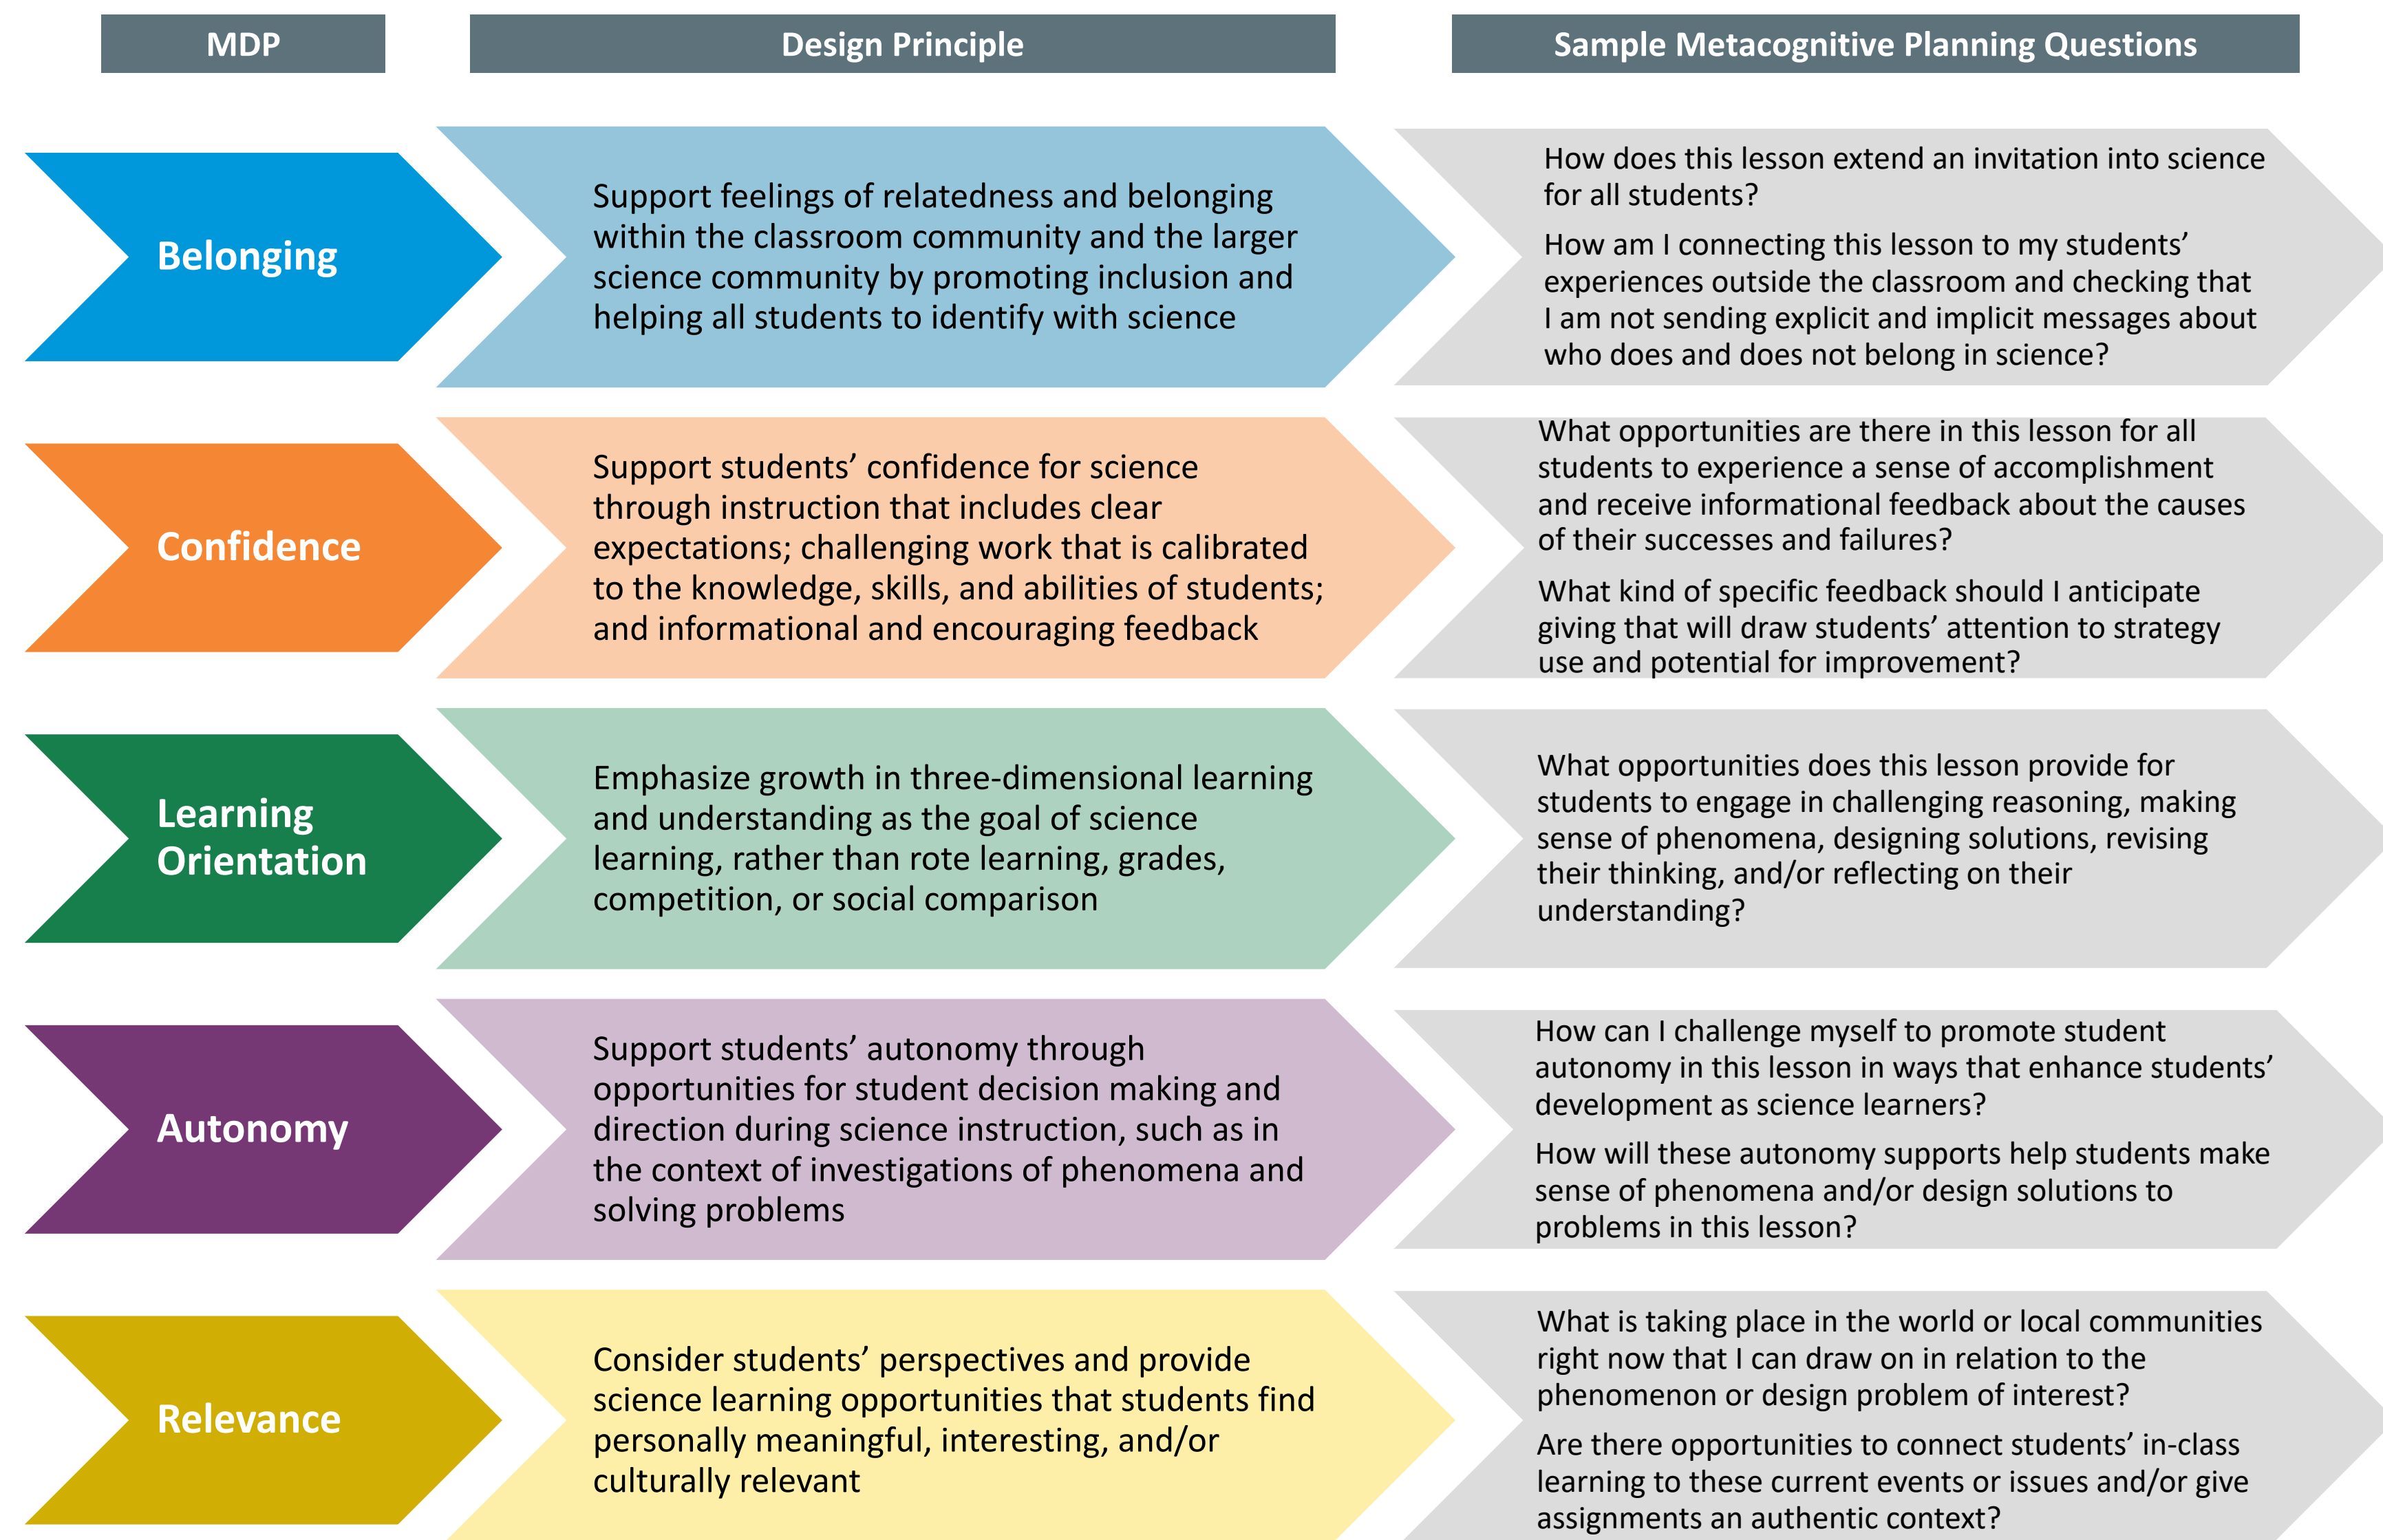 MDP
Design Principle
Sample Metacognitive Planning Questions
Belonging
Support feelings of relatedness and belonging
within the classroom community and the larger
science community by promoting inclusion and
helping all students to identify with science
How does this lesson extend an invitation into science
for all students?
How am I connecting this lesson to my students’
experiences outside the classroom and checking that
I am not sending explicit and implicit messages about
who does and does not belong in science?
Confidence
Support students’ confidence for science
through instruction that includes clear
expectations; challenging work that is calibrated
to the knowledge, skills, and abilities of students;
and informational and encouraging feedback
What opportunities are there in this lesson for all
students to experience a sense of accomplishment
and receive informational feedback about the causes
of their successes and failures?
What kind of specific feedback should I anticipate
giving that will draw students’ attention to strategy
use and potential for improvement?
Learning
Orientation
Emphasize growth in three-dimensional learning
and understanding as the goal of science
learning, rather than rote learning, grades,
competition, or social comparison
What opportunities does this lesson provide for
students to engage in challenging reasoning, making
sense of phenomena, designing solutions, revising
their thinking, and/or reflecting on their
understanding?
Autonomy
Support students’ autonomy through
opportunities for student decision making and
direction during science instruction, such as in
the context of investigations of phenomena and
solving problems
How can I challenge myself to promote student
autonomy in this lesson in ways that enhance students’
development as science learners?
How will these autonomy supports help students make
sense of phenomena and/or design solutions to
problems in this lesson?
Relevance
Consider students’ perspectives and provide
science learning opportunities that students find
personally meaningful, interesting, and/or
culturally relevant
What is taking place in the world or local communities
right now that I can draw on in relation to the
phenomenon or design problem of interest?
Are there opportunities to connect students’ in-class
learning to these current events or issues and/or give
assignments an authentic context?